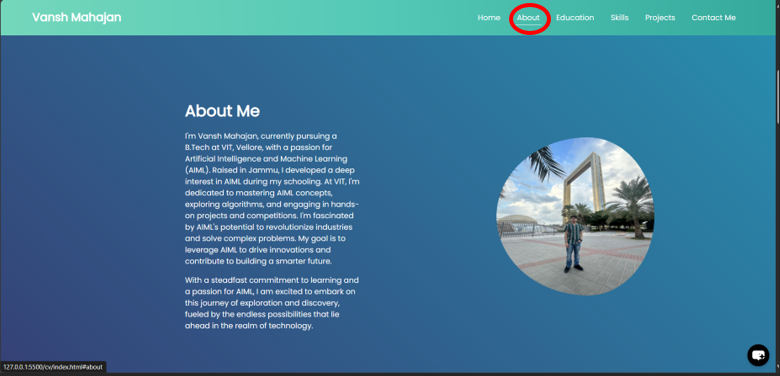 Vansh Mahajan
Home About Education Skills Projects Contact Me
About Me
I'm Vansh Mahajan, currently pursuing a
B.Tech at VIT, Vellore, with a passion for
Artificial Intelligence and Machine Learning
(AIML). Raised in Jammu, I developed a deep
interest in AIML during my schooling. At VIT, I'm
dedicated to mastering AIML concepts,
exploring algorithms, and engaging in hands-
on projects and competitions. I'm fascinated
by AIML's potential to revolutionize industries
and solve complex problems. My goal is to
leverage AIML to drive innovations and
contribute to building a smarter future.
With a steadfast commitment to learning and
a passion for AIML, I am excited to embark on
this journey of exploration and discovery,
fueled by the endless possibilities that lie
ahead in the realm of technology.
127.0.0.1:5500/cv/index.html#about